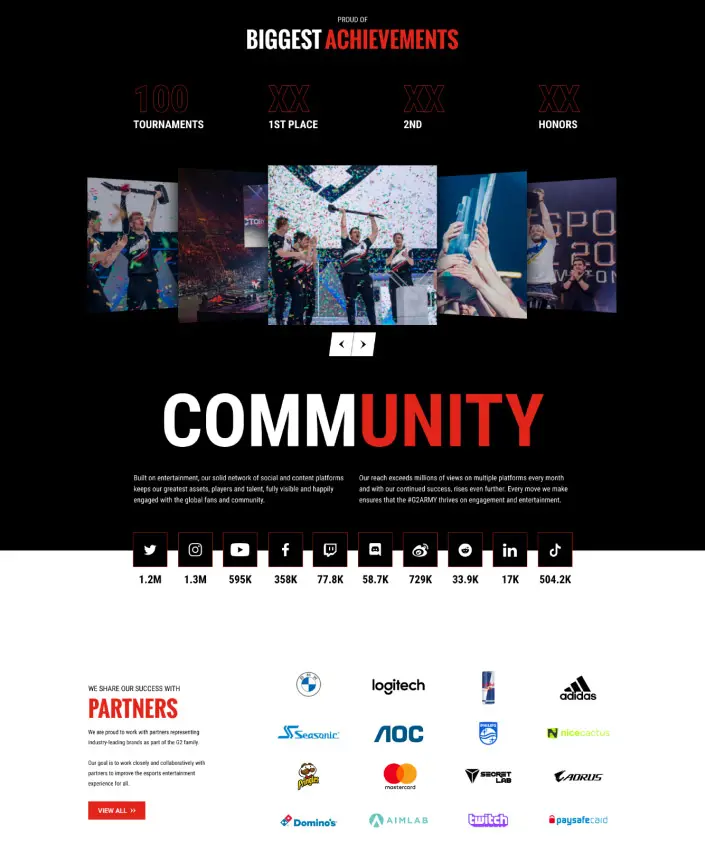 PROUD OF
BIGGEST ACHIEVEMENTS
100
XX
XX
XX
TOURNAMENTS
1ST PLACE
2ND
HONORS
COMMUNITY
Built on entertainment, our solid network of social and content platforms
keeps our greatest assets, players and talent, fully visible and happily
engaged with the global fans and community.
Our reach exceeds millions of views on multiple platforms every month
and with our continued success, rises even further. Every move we make
ensures that the #G2ARMY thrives on engagement and entertainment.
1.2M
1.3M
595K
358K
77.8K
58.7K
729K
33.9K
17K
504.2K
WE SHARE OUR SUCCESS WITH
PARTNERS
We are proud to work with partners representing
industry-leading brands as part of the G2 family.
Our goal is to work closely and collaboratively with
partners to improve the esports entertainment
experience for all.
VIEW ALL
logitech
adidas
Seasonic
AOC
PHILIPS
nicecactus
Pringles
mastercard
SECRET
LAB
AORUS
Domino's
AIMLAB
twitch
paysafecard